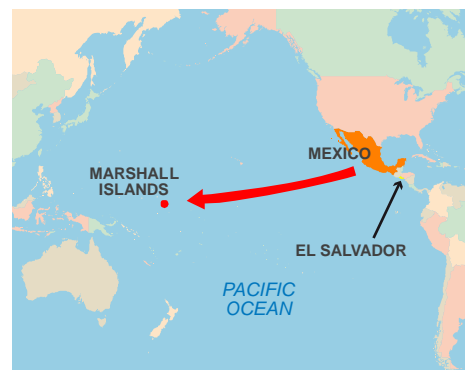 MEXICO
MARSHALL
ISLANDS
EL SALVADOR
PACIFIC
OCEAN